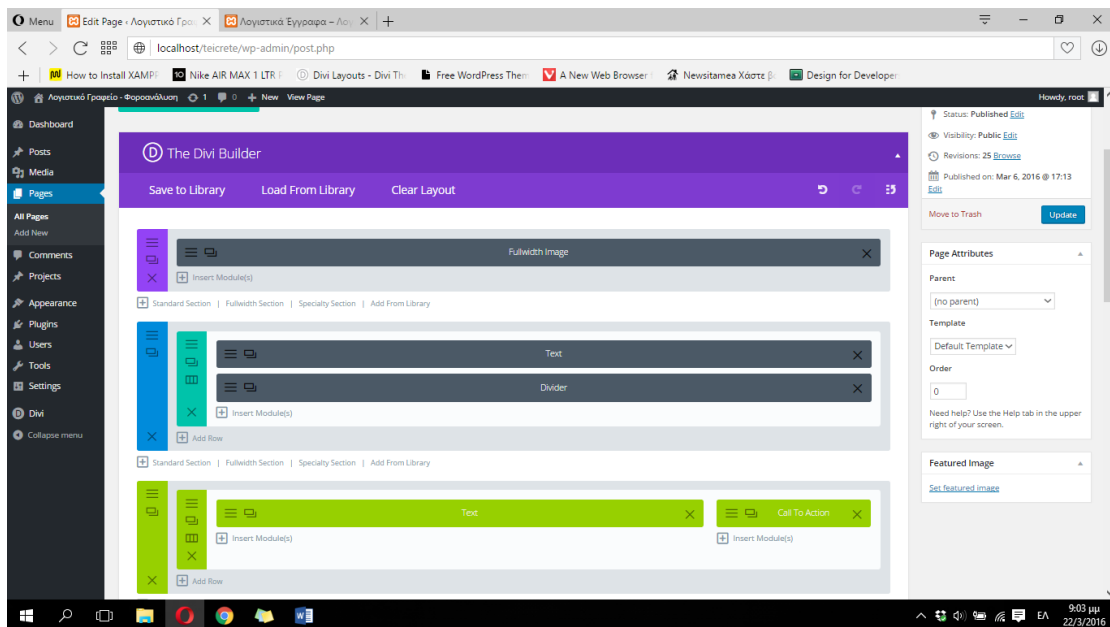 Menu
Edit Page ‹ Λογιστικό Γρα
Λογιστικά Έγγραφα – Λογ
localhost/teicrete/wp-admin/post.php
How to Install XAMPP
Nike AIR MAX 1 LTR
Divi Layouts - Divi Th
Free WordPress Them
A New Web Browser
Newsitamea Χάστε βά
Design for Developer
Λογιστικό Γραφείο - Φοροανάλυση
1
0
New
View Page
Howdy, root
Dashboard
Posts
Media
Pages
All Pages
Add New
Comments
Projects
Appearance
Plugins
Users
Tools
Settings
Divi
Collapse menu
The Divi Builder
Save to Library
Load From Library
Clear Layout
Fullwidth Image
Insert Module(s)
Standard Section | Fullwidth Section | Specialty Section | Add From Library
Text
Divider
Insert Module(s)
Add Row
Standard Section | Fullwidth Section | Specialty Section | Add From Library
Text
Call To Action
Insert Module(s)
Insert Module(s)
Add Row
Status: Published Edit
Visibility: Public Edit
Revisions: 25 Browse
Published on: Mar 6, 2016 @ 17:13
Edit
Move to Trash
Update
Page Attributes
Parent
(no parent)
Template
Default Template
Order
0
Need help? Use the Help tab in the upper
right of your screen.
Featured Image
Set featured image
ΕΛ
9:03 μμ
22/3/2016